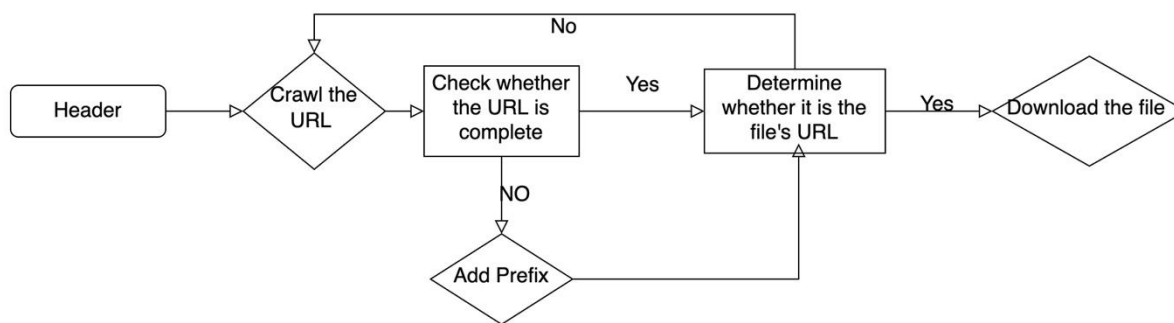 No
Header
Crawl the
URL
Check whether
the URL is
complete
Yes
Determine
whether it is the
file's URL
Yes
Download the file
NO
Add Prefix